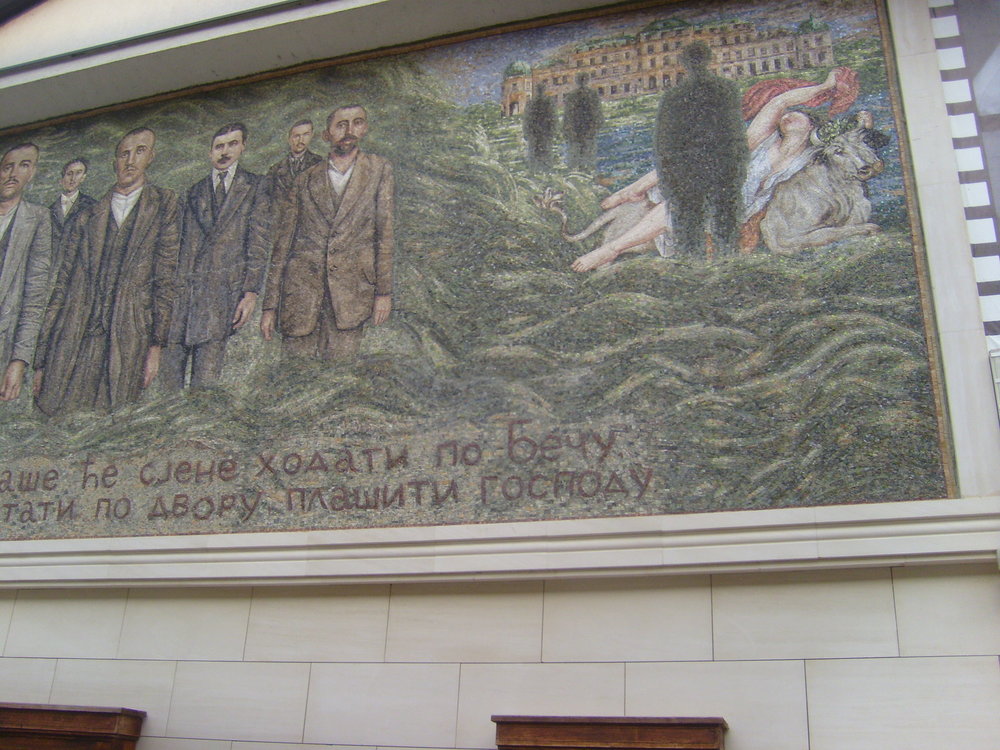 аше ће сјене ходати по Бечу
тати по двору плашити господу